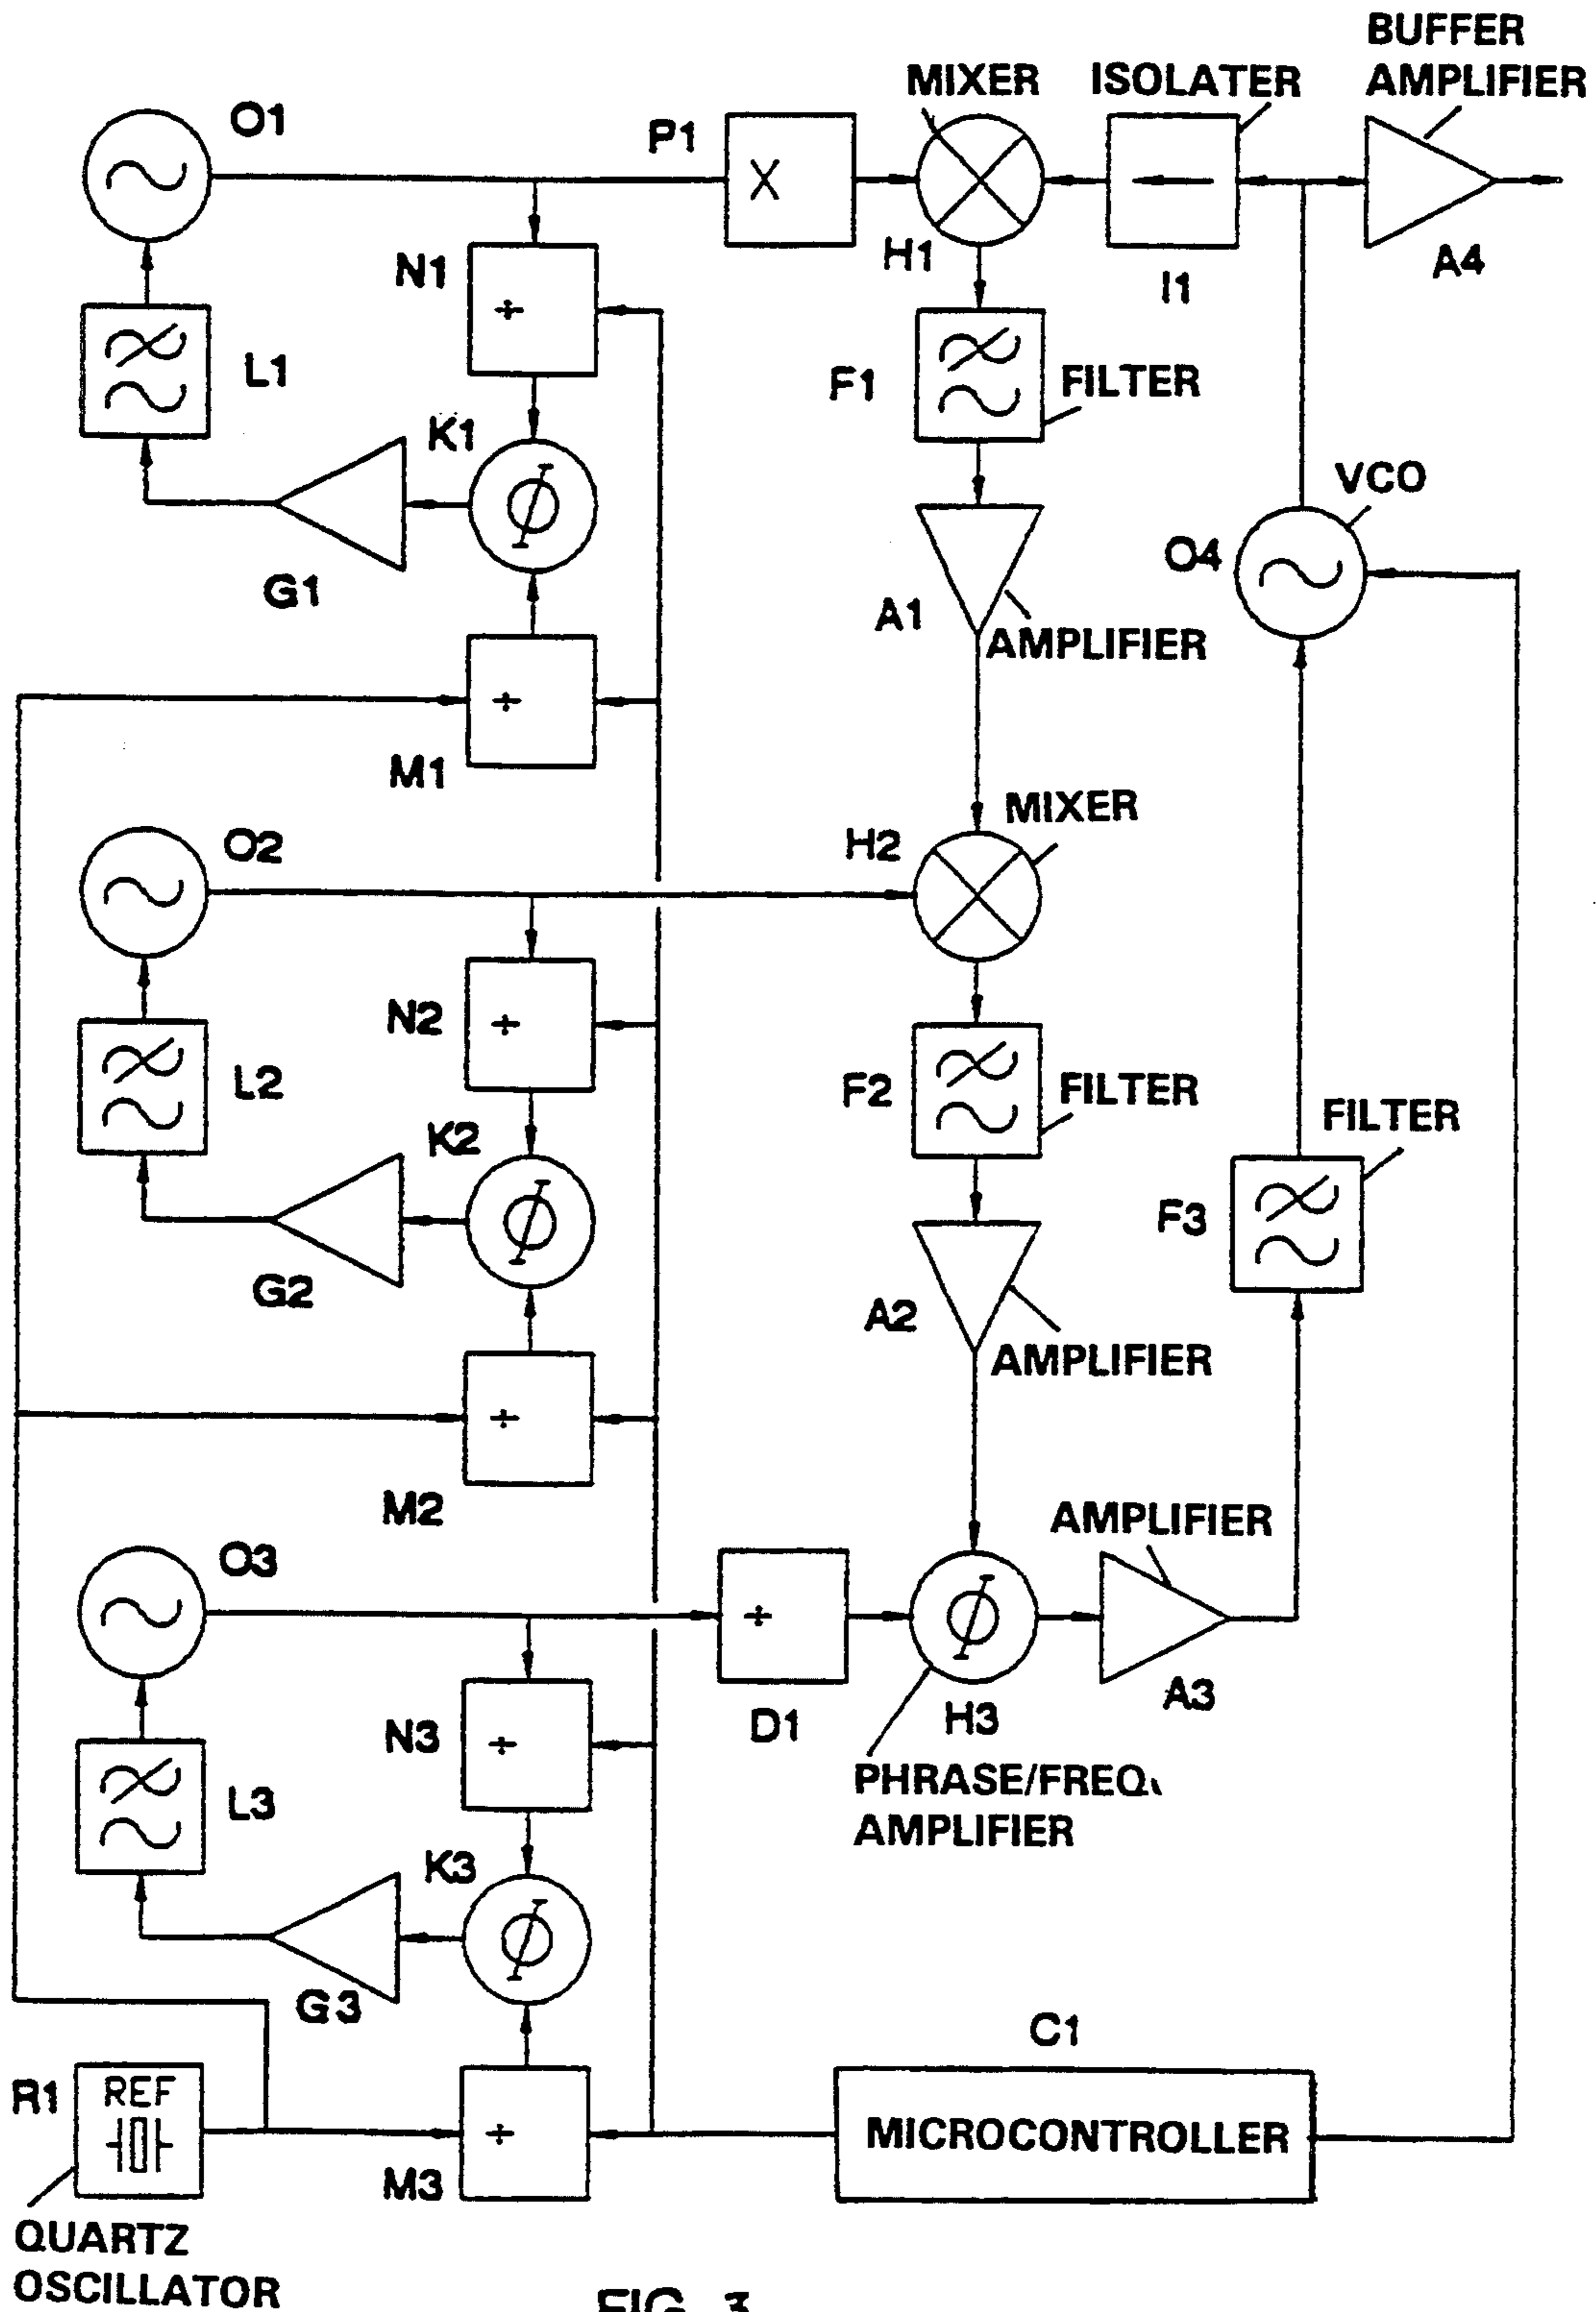 BUFFER
AMPLIFIER
MIXER
ISOLATER
O1
P1
N1
H1
I1
A4
L1
F1
FILTER
K1
VCO
G1
O4
A1
AMPLIFIER
M1
MIXER
O2
H2
N2
L2
F2
FILTER
FILTER
K2
F3
G2
A2
AMPLIFIER
M2
AMPLIFIER
O3
A3
D1
H3
N3
PHRASE/FREQ.
AMPLIFIER
L3
K3
G3
C1
R1
REF
MICROCONTROLLER
M3
QUARTZ
OSCILLATOR
FIG. 3